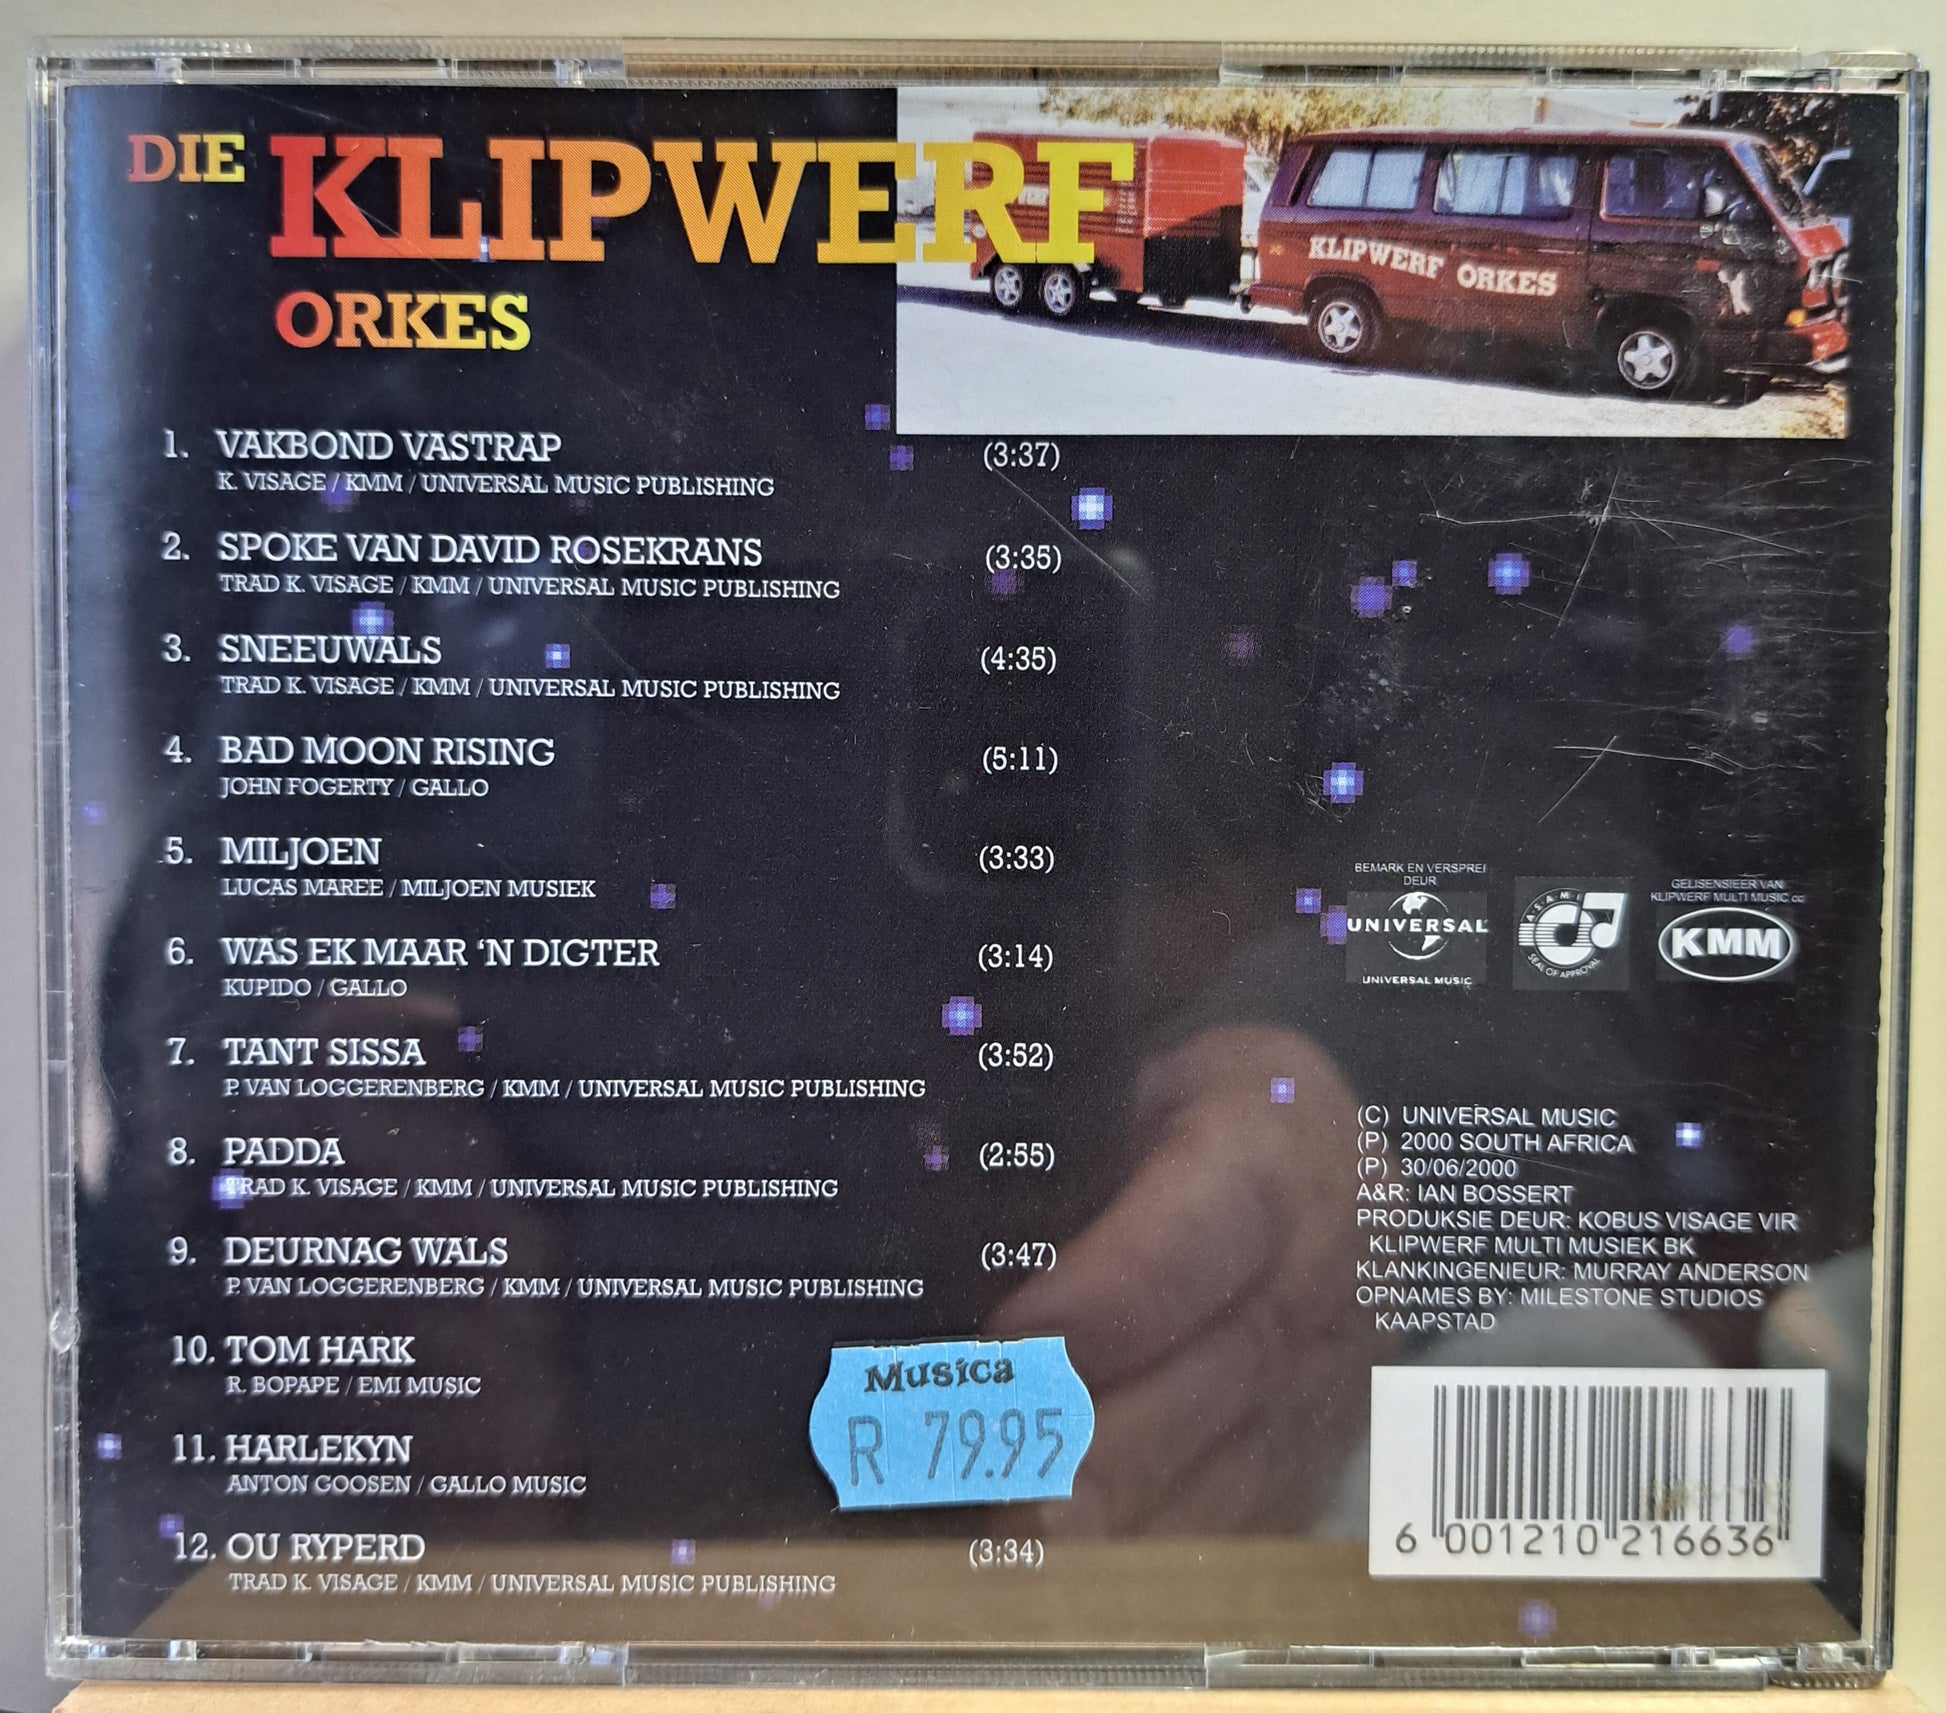 DIE KLIPWERF
ORKES
KLIPWERF ORKES
1. VAKBOND VASTRAP (3:37)
K. VISAGE / KMM / UNIVERSAL MUSIC PUBLISHING
2. SPOKE VAN DAVID ROSEKRANS (3:35)
TRAD K. VISAGE / KMM / UNIVERSAL MUSIC PUBLISHING
3. SNEEUWALS (4:35)
TRAD K. VISAGE / KMM / UNIVERSAL MUSIC PUBLISHING
4. BAD MOON RISING (5:11)
JOHN FOGERTY / GALLO
5. MILJOEN (3:33)
LUCAS MAREE / MILJOEN MUSIEK
6. WAS EK MAAR ‘N DIGTER (3:14)
KUPIDO / GALLO
7. TANT SISSA (3:52)
P. VAN LOGGERENBERG / KMM / UNIVERSAL MUSIC PUBLISHING
8. PADDA (2:55)
TRAD K. VISAGE / KMM / UNIVERSAL MUSIC PUBLISHING
9. DEURNAG WALS (3:47)
P. VAN LOGGERENBERG / KMM / UNIVERSAL MUSIC PUBLISHING
10. TOM HARK
R. BOPAPE / EMI MUSIC
11. HARLEKYN
ANTON GOOSEN / GALLO MUSIC
12. OU RYPERD (3:34)
TRAD K. VISAGE / KMM / UNIVERSAL MUSIC PUBLISHING
Musica
R 79.95
BEMARK EN VERSPREI
DEUR
UNIVERSAL
UNIVERSAL MUSIC
A·S·A·M·I
SEAL OF APPROVAL
GELISENSIEER VAN
KLIPWERF MULTI MUSIC cc
KMM
(C) UNIVERSAL MUSIC
(P) 2000 SOUTH AFRICA
(P) 30/06/2000
A&R: IAN BOSSERT
PRODUKSIE DEUR: KOBUS VISAGE VIR
KLIPWERF MULTI MUSIEK BK
KLANKINGENIEUR: MURRAY ANDERSON
OPNAMES BY: MILESTONE STUDIOS
KAAPSTAD
6 001210 216636